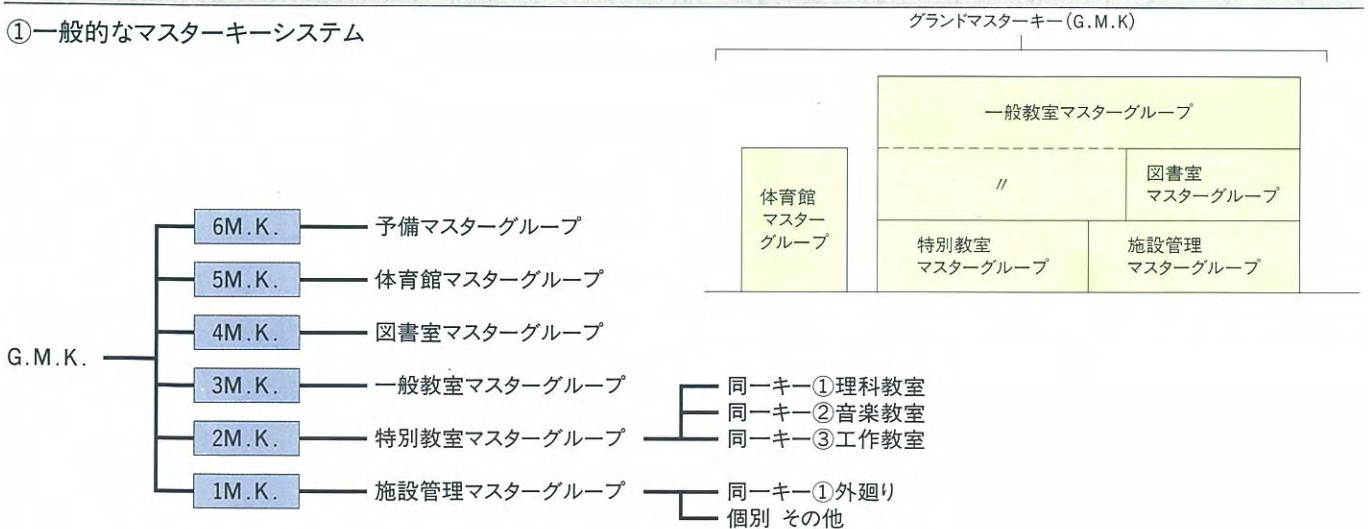 ①一般的なマスターキーシステム
グランドマスターキー(G.M.K)
一般教室マスターグループ
〃
図書室
マスターグループ
体育館
マスター
グループ
特別教室
マスターグループ
施設管理
マスターグループ
G.M.K.
6M.K. 予備マスターグループ
5M.K. 体育館マスターグループ
4M.K. 図書室マスターグループ
3M.K. 一般教室マスターグループ
2M.K. 特別教室マスターグループ
同一キー①理科教室
同一キー②音楽教室
同一キー③工作教室
1M.K. 施設管理マスターグループ
同一キー①外廻り
個別 その他